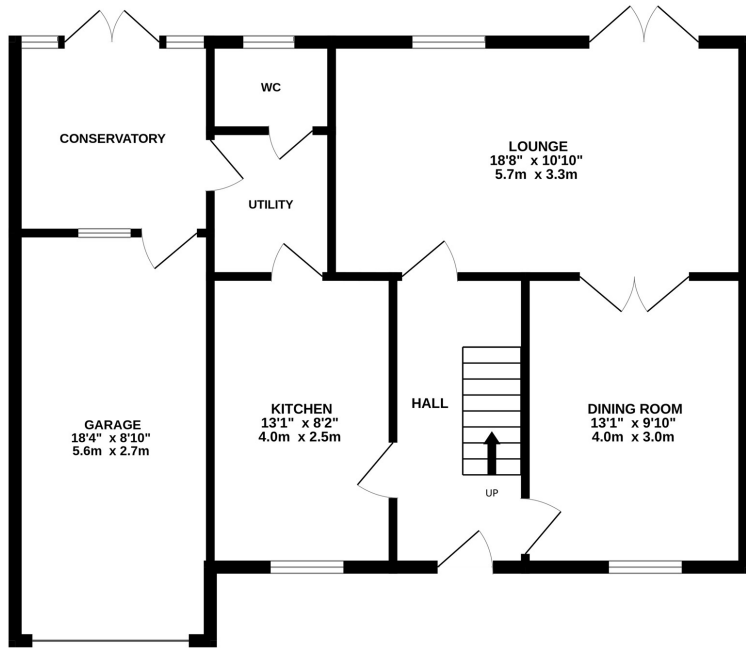 WC
CONSERVATORY
LOUNGE
18'8" x 10'10"
5.7m x 3.3m
UTILITY
GARAGE
18'4" x 8'10"
5.6m x 2.7m
KITCHEN
13'1" x 8'2"
4.0m x 2.5m
HALL
UP
DINING ROOM
13'1" x 9'10"
4.0m x 3.0m